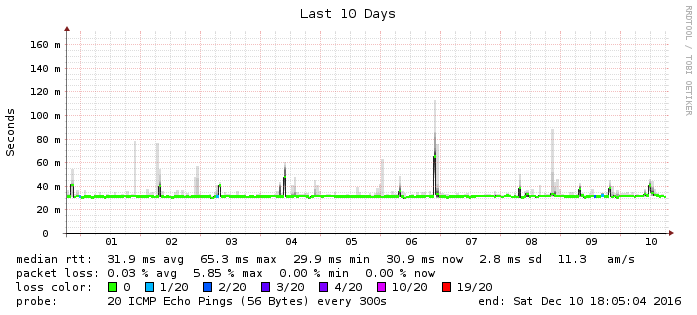 Last 10 Days
RRDTOOL / TOBI OETIKER
Seconds
160 m
140 m
120 m
100 m
80 m
60 m
40 m
20 m
0
01 02 03 04 05 06 07 08 09 10
median rtt: 31.9 ms avg 65.3 ms max 29.9 ms min 30.9 ms now 2.8 ms sd 11.3 am/s
packet loss: 0.03 % avg 5.85 % max 0.00 % min 0.00 % now
loss color: 0 1/20 2/20 3/20 4/20 10/20 19/20
probe: 20 ICMP Echo Pings (56 Bytes) every 300s end: Sat Dec 10 18:05:04 2016